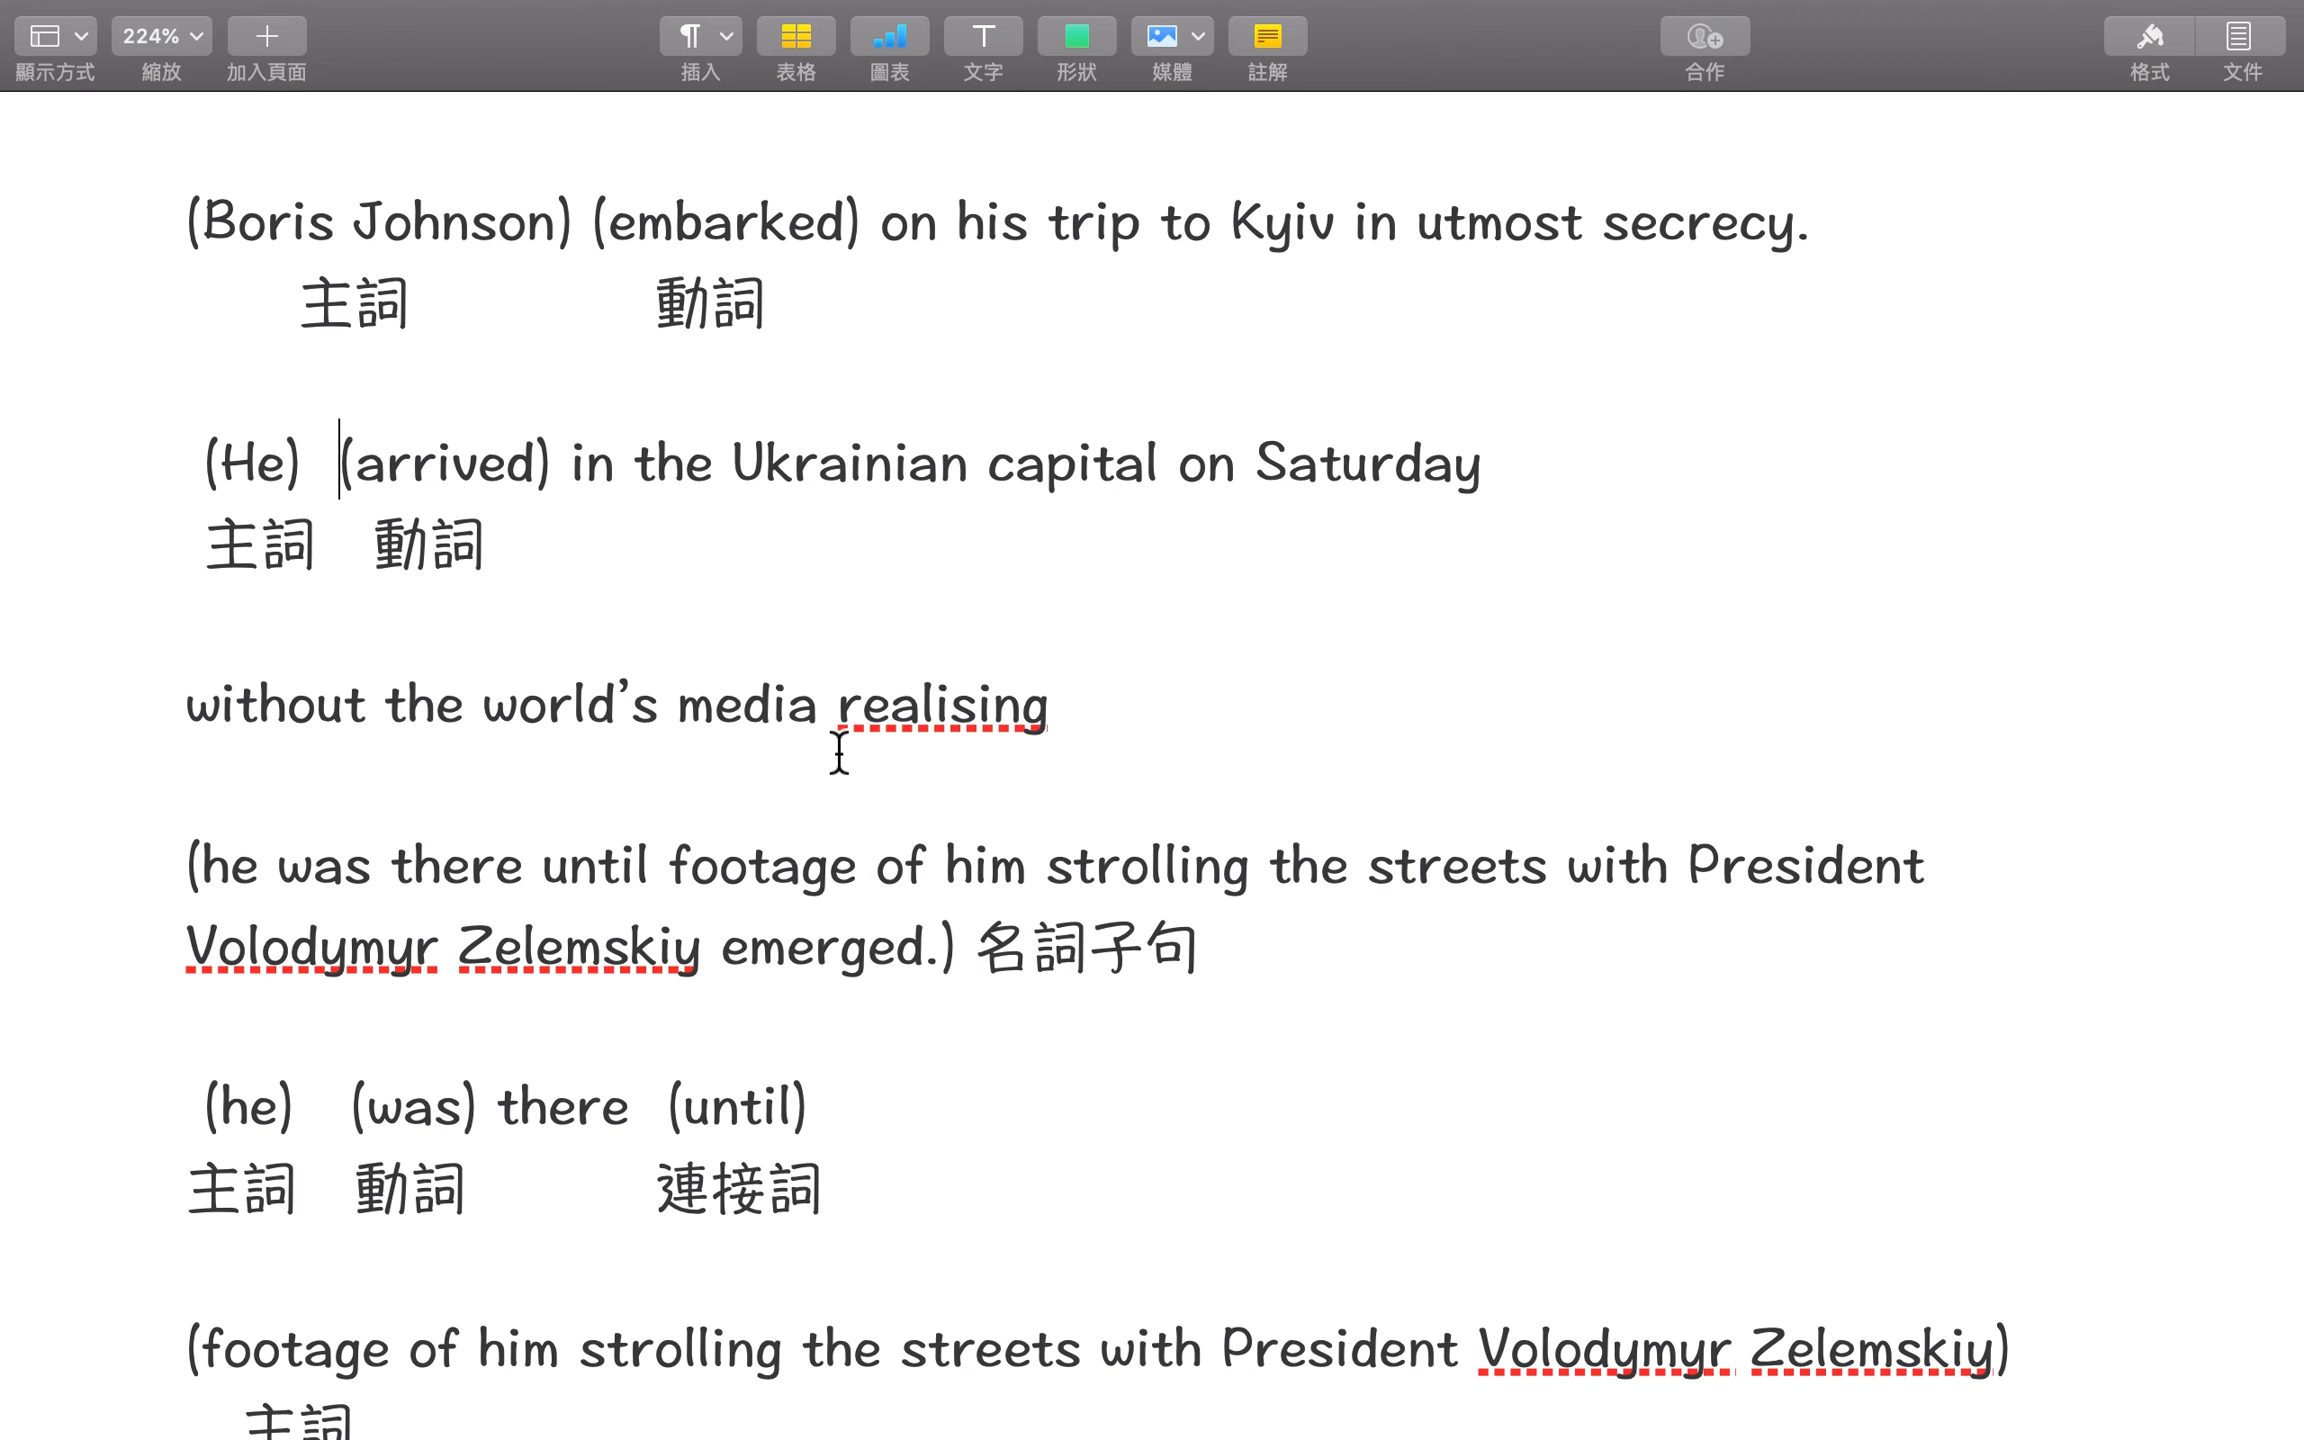 224%
顯示方式 縮放 加入頁面 插入 表格 圖表 文字 形狀 媒體 註解 合作 格式 文件
(Boris Johnson) (embarked) on his trip to Kyiv in utmost secrecy.
主詞 動詞
(He) (arrived) in the Ukrainian capital on Saturday
主詞 動詞
without the world’s media realising
(he was there until footage of him strolling the streets with President
Volodymyr Zelemskiy emerged.) 名詞子句
(he) (was) there (until)
主詞 動詞 連接詞
(footage of him strolling the streets with President Volodymyr Zelemskiy)
主詞